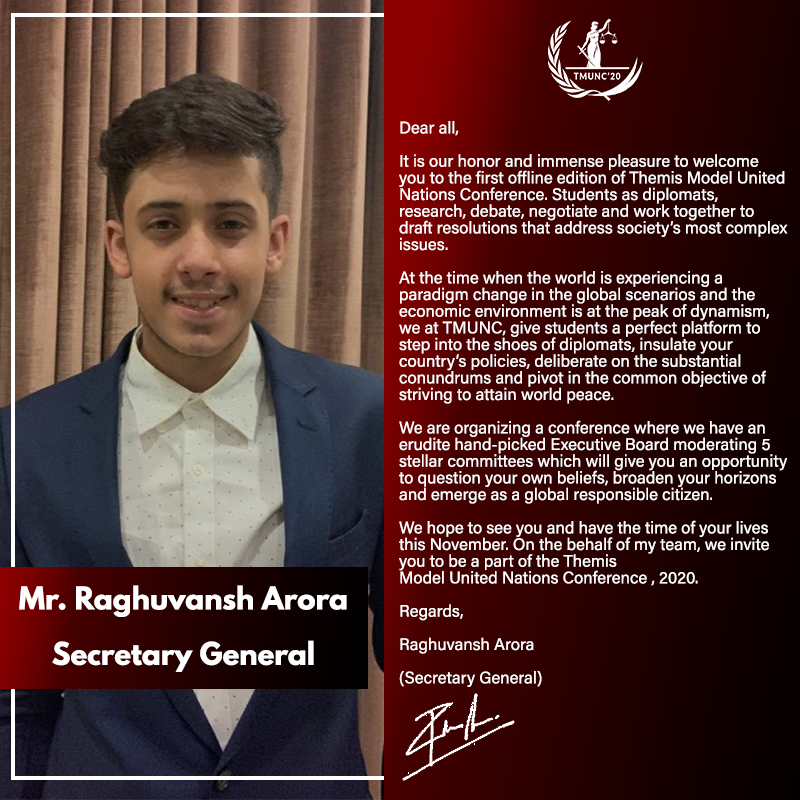 TMUNC'20
Dear all,
It is our honor and immense pleasure to welcome
you to the first offline edition of Themis Model United
Nations Conference. Students as diplomats,
research, debate, negotiate and work together to
draft resolutions that address society's most complex
issues.
At the time when the world is experiencing a
paradigm change in the global scenarios and the
economic environment is at the peak of dynamism,
we at TMUNC, give students a perfect platform to
step into the shoes of diplomats, insulate your
country's policies, deliberate on the substantial
conundrums and pivot in the common objective of
striving to attain world peace.
We are organizing a conference where we have an
erudite hand-picked Executive Board moderating 5
stellar committees which will give you an opportunity
to question your own beliefs, broaden your horizons
and emerge as a global responsible citizen.
We hope to see you and have the time of your lives
this November. On the behalf of my team, we invite
you to be a part of the Themis
Model United Nations Conference , 2020.
Regards,
Raghuvansh Arora
(Secretary General)
Mr. Raghuvansh Arora
Secretary General